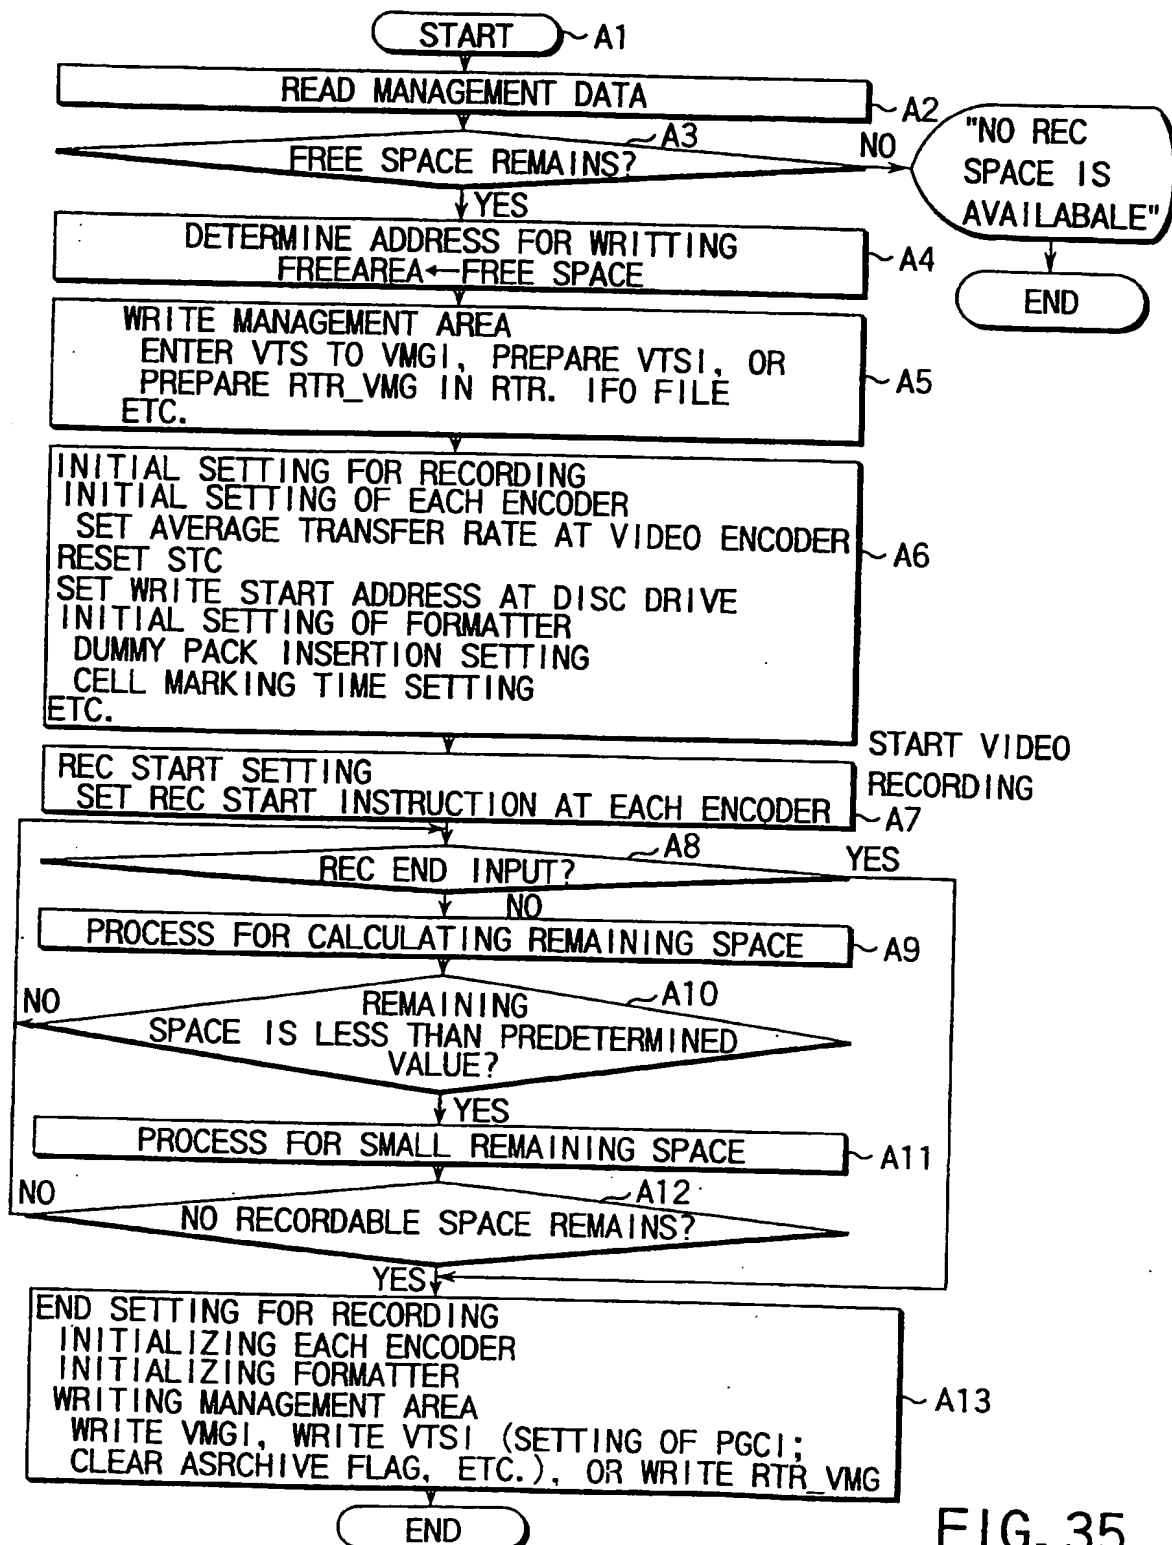 START
A1
READ MANAGEMENT DATA
A2
A3
FREE SPACE REMAINS?
NO
"NO REC
SPACE IS
AVAILABALE"
END
YES
DETERMINE ADDRESS FOR WRITTING
FREEAREA←FREE SPACE
A4
WRITE MANAGEMENT AREA
ENTER VTS TO VMGI, PREPARE VTSI, OR
PREPARE RTR_VMG IN RTR. IFO FILE
ETC.
A5
INITIAL SETTING FOR RECORDING
INITIAL SETTING OF EACH ENCODER
SET AVERAGE TRANSFER RATE AT VIDEO ENCODER
RESET STC
SET WRITE START ADDRESS AT DISC DRIVE
INITIAL SETTING OF FORMATTER
DUMMY PACK INSERTION SETTING
CELL MARKING TIME SETTING
ETC.
A6
START VIDEO
RECORDING
REC START SETTING
SET REC START INSTRUCTION AT EACH ENCODER
A7
A8
REC END INPUT?
YES
NO
PROCESS FOR CALCULATING REMAINING SPACE
A9
A10
NO
REMAINING
SPACE IS LESS THAN PREDETERMINED
VALUE?
YES
PROCESS FOR SMALL REMAINING SPACE
A11
A12
NO
NO RECORDABLE SPACE REMAINS?
YES
END SETTING FOR RECORDING
INITIALIZING EACH ENCODER
INITIALIZING FORMATTER
WRITING MANAGEMENT AREA
WRITE VMGI, WRITE VTSI (SETTING OF PGCI;
CLEAR ASRCHIVE FLAG, ETC.), OR WRITE RTR_VMG
A13
END
FIG. 35